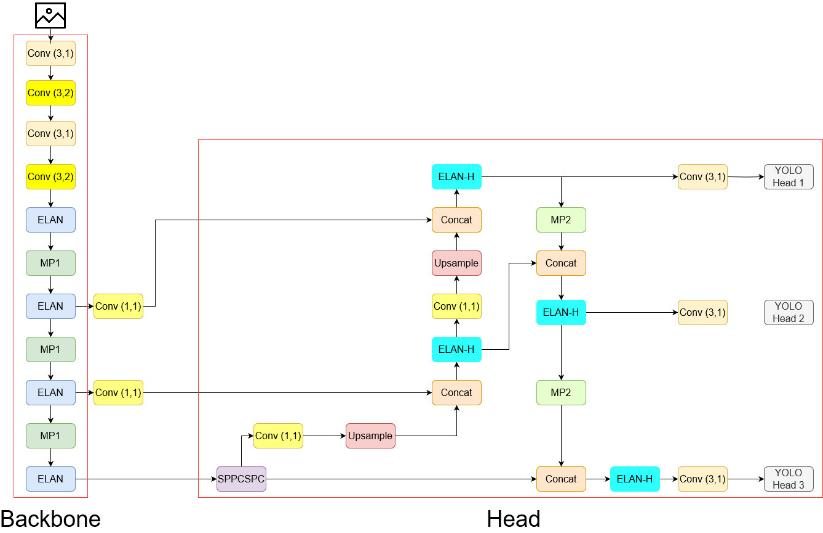 Conv (3,1)
Conv (3,2)
Conv (3,1)
Conv (3,2)
ELAN
MP1
ELAN
Conv (1,1)
MP1
ELAN
Conv (1,1)
MP1
ELAN
Backbone
ELAN-H
Concat
Upsample
Conv (1,1)
ELAN-H
Concat
Conv (1,1)
Upsample
SPPCSPC
MP2
Concat
ELAN-H
MP2
Concat
ELAN-H
Conv (3,1)
YOLO
Head 1
Conv (3,1)
YOLO
Head 2
Conv (3,1)
YOLO
Head 3
Head